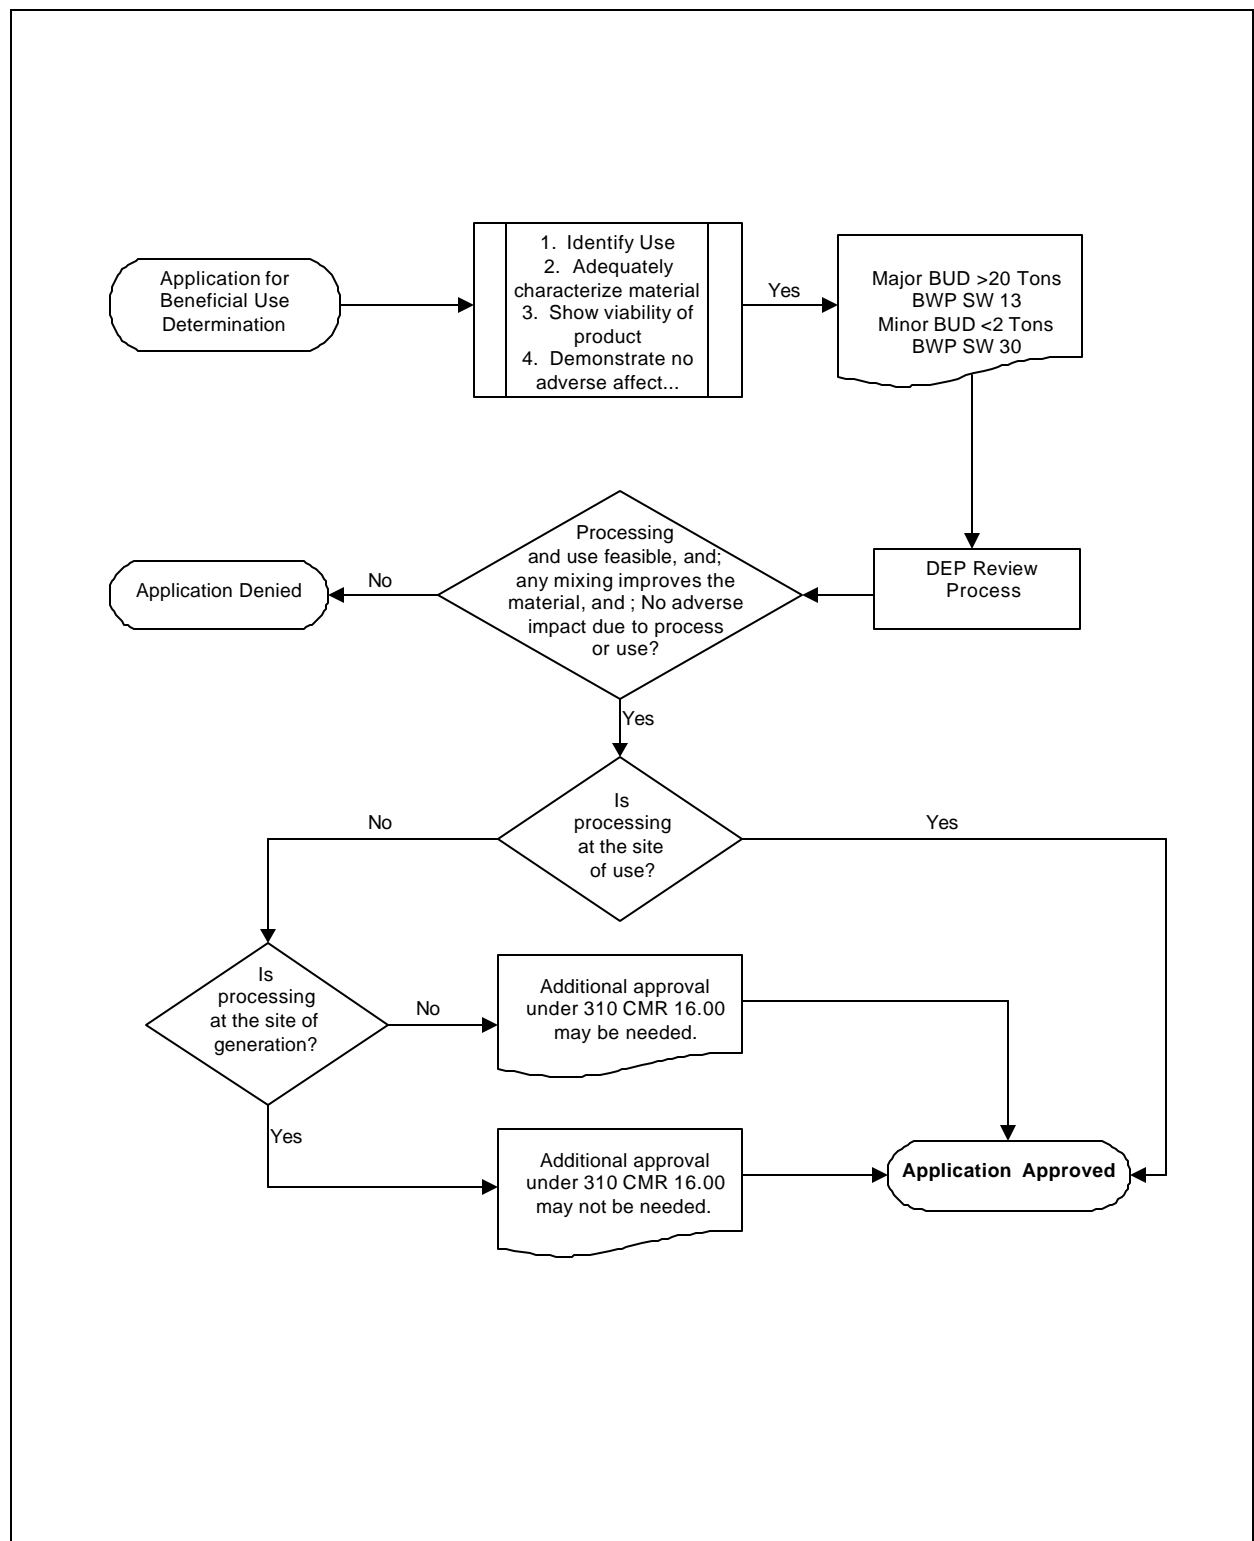 Application for
Beneficial Use
Determination
1. Identify Use
2. Adequately
characterize material
3. Show viability of
product
4. Demonstrate no
adverse affect...
Yes
Major BUD >20 Tons
BWP SW 13
Minor BUD <2 Tons
BWP SW 30
DEP Review
Process
Processing
and use feasible, and;
any mixing improves the
material, and ; No adverse
impact due to process
or use?
No
Application Denied
Yes
Is
processing
at the site
of use?
No
Yes
Is
processing
at the site of
generation?
No
Additional approval
under 310 CMR 16.00
may be needed.
Yes
Additional approval
under 310 CMR 16.00
may not be needed.
Application Approved